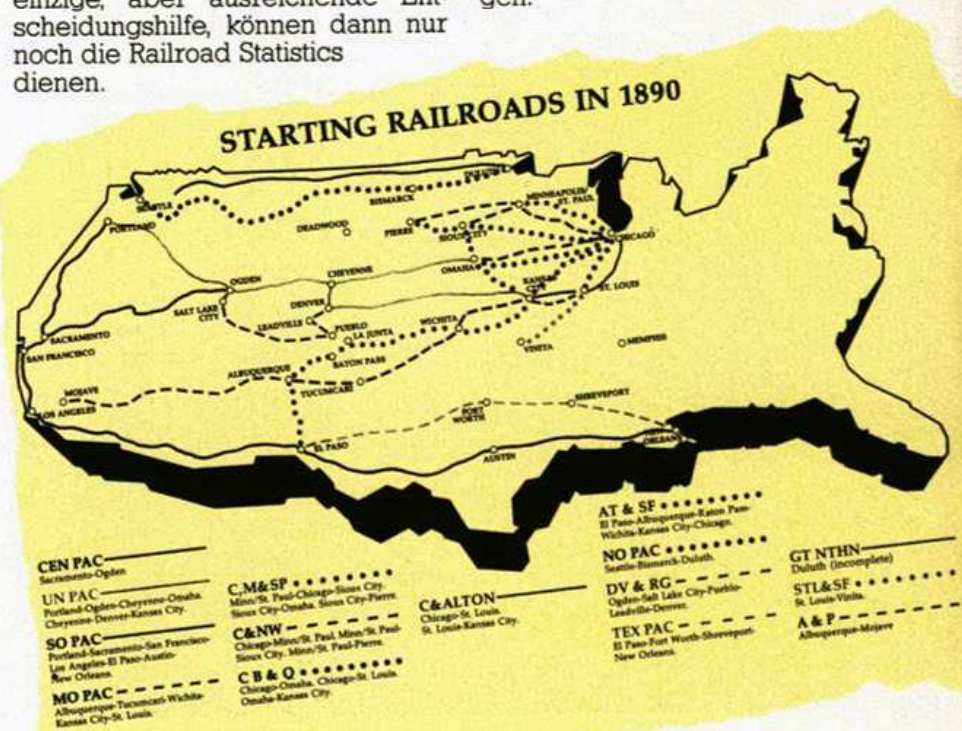 einzige, aber ausreichende Ent-
scheidungshilfe, können dann nur
noch die Railroad Statistics
dienen.
gen.
STARTING RAILROADS IN 1890
DULUTH
SEATTLE
BISMARCK
MINNEAPOLIS/
ST. PAUL
PORTLAND
DEADWOOD
PIERRE
SIOUX CITY
CHICAGO
OMAHA
OGDEN
CHEYENNE
KANSAS
CITY
ST. LOUIS
SALT LAKE
CITY
DENVER
LEADVILLE
PUEBLO
LA JUNTA
WICHITA
SACRAMENTO
SAN FRANCISCO
RATON PASS
VINITA
MEMPHIS
ALBUQUERQUE
TUCUMCARI
MOJAVE
LOS ANGELES
FORT
WORTH
SHREVEPORT
EL PASO
AUSTIN
ORLEANS
CEN PAC
Sacramento-Ogden
UN PAC
Portland-Ogden-Cheyenne-Omaha.
Cheyenne-Denver-Kansas City.
SO PAC
Portland-Sacramento-San Francisco-
Los Angeles-El Paso-Austin-
New Orleans.
MO PAC
Albuquerque-Tucumcari-Wichita-
Kansas City-St. Louis.
C,M&SP
Minn/St. Paul-Chicago-Sioux City.
Sioux City-Omaha. Sioux City-Pierre.
C&NW
Chicago-Minn/St. Paul. Minn/St. Paul-
Sioux City. Minn/St. Paul-Pierre.
C B & Q
Chicago-Omaha. Chicago-St. Louis.
Omaha-Kansas City.
C&ALTON
Chicago-St. Louis.
St. Louis-Kansas City.
AT & SF
El Paso-Albuquerque-Raton Pass-
Wichita-Kansas City-Chicago.
NO PAC
Seattle-Bismarck-Duluth.
DV & RG
Ogden-Salt Lake City-Pueblo-
Leadville-Denver.
TEX PAC
El Paso-Fort Worth-Shreveport-
New Orleans.
GT NTHN
Duluth (incomplete)
STL&SF
St. Louis-Vinita.
A & P
Albuquerque-Mojave